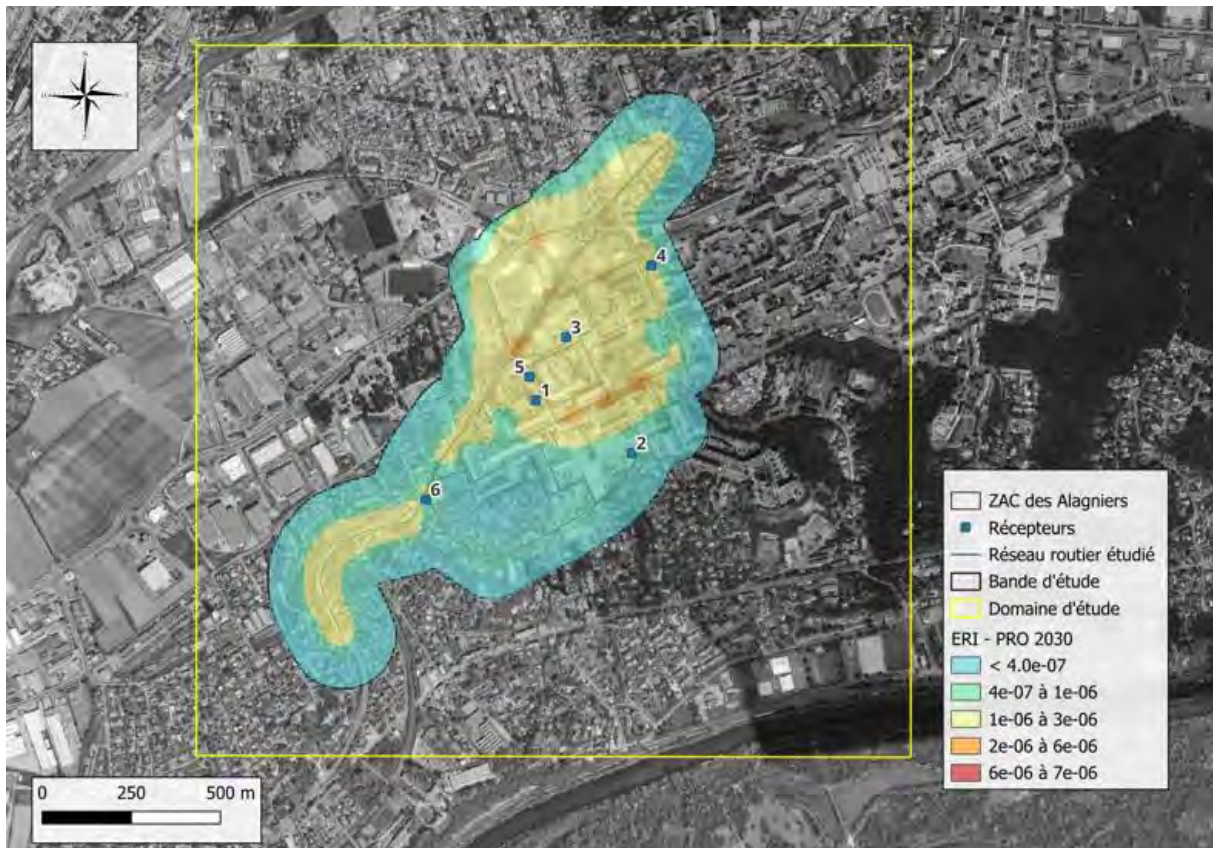 N
4
3
5
1
2
6
ZAC des Alagniers
Récepteurs
Réseau routier étudié
Bande d'étude
Domaine d'étude
ERI - PRO 2030
< 4.0e-07
4e-07 à 1e-06
1e-06 à 3e-06
2e-06 à 6e-06
6e-06 à 7e-06
0 250 500 m